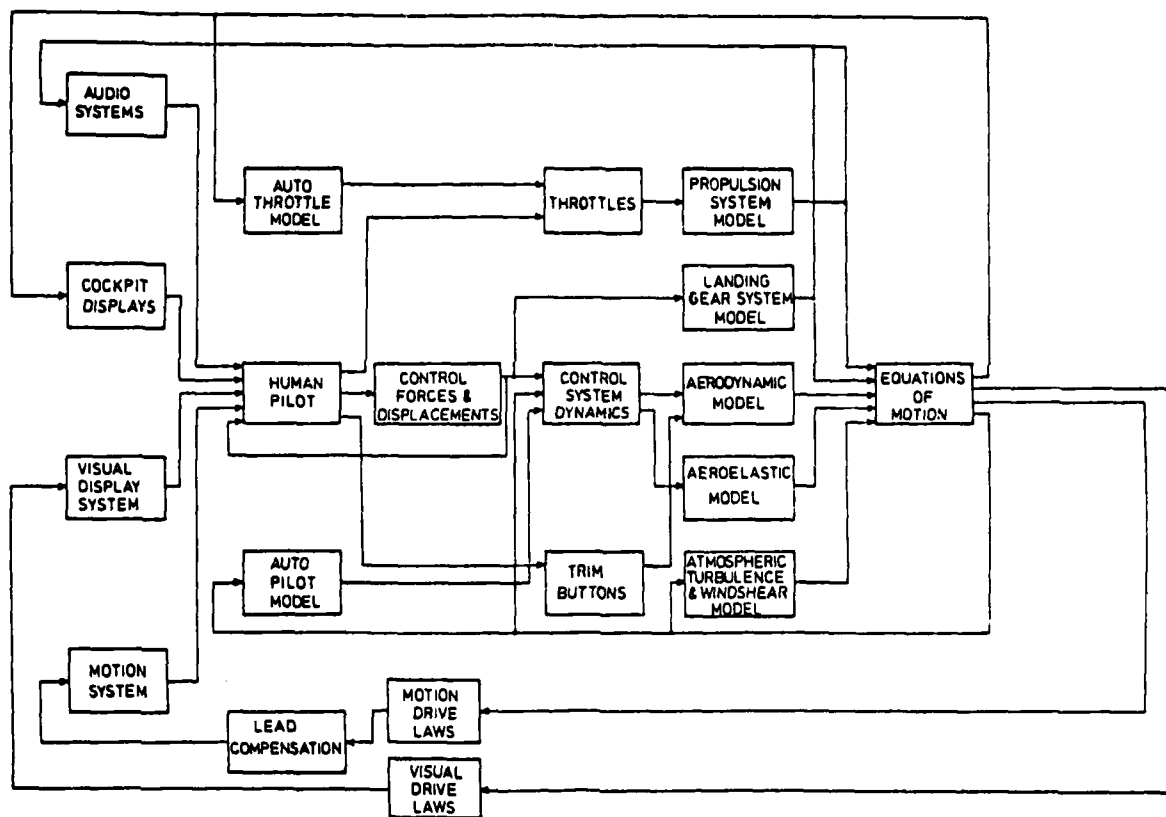 AUDIO
SYSTEMS
AUTO
THROTTLE
MODEL
THROTTLES
PROPULSION
SYSTEM
MODEL
COCKPIT
DISPLAYS
LANDING
GEAR SYSTEM
MODEL
HUMAN
PILOT
CONTROL
FORCES &
DISPLACEMENTS
CONTROL
SYSTEM
DYNAMICS
AERODYNAMIC
MODEL
EQUATIONS
OF
MOTION
VISUAL
DISPLAY
SYSTEM
AEROELASTIC
MODEL
AUTO
PILOT
MODEL
TRIM
BUTTONS
ATMOSPHERIC
TURBULENCE
& WINDSHEAR
MODEL
MOTION
SYSTEM
LEAD
COMPENSATION
MOTION
DRIVE
LAWS
VISUAL
DRIVE
LAWS